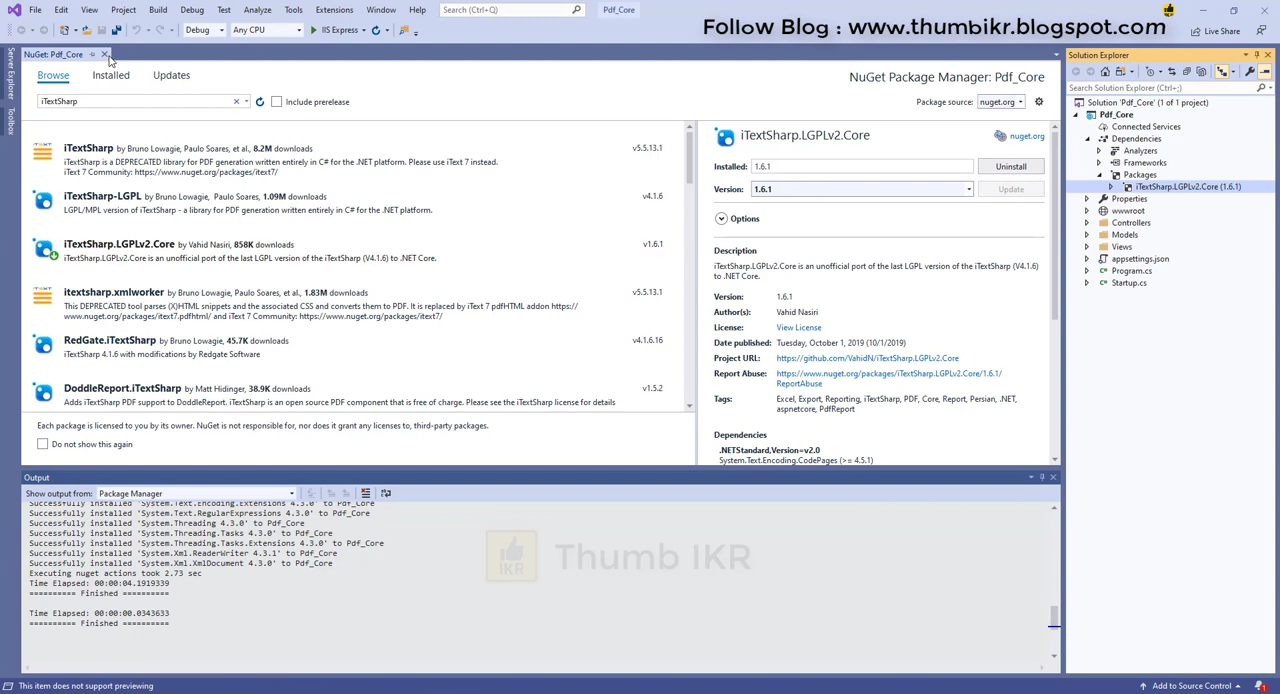 File Edit View Project Build Debug Test Analyze Tools Extensions Window Help Search (Ctrl+Q) Pdf_Core
Follow Blog : www.thumbikr.blogspot.com
Debug Any CPU IIS Express Live Share
Server Explorer
Toolbox
NuGet: Pdf_Core
Browse Installed Updates
NuGet Package Manager: Pdf_Core
iTextSharp Include prerelease
Package source: nuget.org
iTextSharp by Bruno Lowagie, Paulo Soares, et al., 8.2M downloads v5.5.13.1
iTextSharp is a DEPRECATED library for PDF generation written entirely in C# for the .NET platform. Please use iText 7 instead.
iText 7 Community: https://www.nuget.org/packages/itext7/
iTextSharp-LGPL by Bruno Lowagie, Paulo Soares, 1.09M downloads v4.1.6
LGPL/MPL version of iTextSharp - a library for PDF generation written entirely in C# for the .NET platform.
iTextSharp.LGPLv2.Core by Vahid Nasiri, 858K downloads v1.6.1
iTextSharp.LGPLv2.Core is an unofficial port of the last LGPL version of the iTextSharp (V4.1.6) to .NET Core.
itextsharp.xmlworker by Bruno Lowagie, Paulo Soares, et al., 1.83M downloads v5.5.13.1
This DEPRECATED tool parses (X)HTML snippets and the associated CSS and converts them to PDF. It is replaced by iText 7 pdfHTML addon https://
www.nuget.org/packages/itext7.pdfhtml/ and iText 7 Community: https://www.nuget.org/packages/itext7/
RedGate.iTextSharp by Bruno Lowagie, 45.7K downloads v4.1.6.16
iTextSharp 4.1.6 with modifications by Redgate Software
DoddleReport.iTextSharp by Matt Hidinger, 38.9K downloads v1.5.2
Adds iTextSharp PDF support to DoddleReport. iTextSharp is an open source PDF component that is free of charge. Please see the iTextSharp license for details
Each package is licensed to you by its owner. NuGet is not responsible for, nor does it grant any licenses to, third-party packages.
Do not show this again
iTextSharp.LGPLv2.Core nuget.org
Installed: 1.6.1 Uninstall
Version: 1.6.1 Update
Options
Description
iTextSharp.LGPLv2.Core is an unofficial port of the last LGPL version of the iTextSharp (V4.1.6)
to .NET Core.
Version: 1.6.1
Author(s): Vahid Nasiri
License: View License
Date published: Tuesday, October 1, 2019 (10/1/2019)
Project URL: https://github.com/VahidN/iTextSharp.LGPLv2.Core
Report Abuse: https://www.nuget.org/packages/iTextSharp.LGPLv2.Core/1.6.1/
ReportAbuse
Tags: Excel, Export, Reporting, iTextSharp, PDF, Core, Report, Persian, .NET,
aspnetcore, PdfReport
Dependencies
.NETStandard,Version=v2.0
System.Text.Encoding.CodePages (>= 4.5.1)
Solution Explorer
Search Solution Explorer (Ctrl+;)
Solution 'Pdf_Core' (1 of 1 project)
Pdf_Core
Connected Services
Dependencies
Analyzers
Frameworks
Packages
iTextSharp.LGPLv2.Core (1.6.1)
Properties
wwwroot
Controllers
Models
Views
appsettings.json
Program.cs
Startup.cs
Output
Show output from: Package Manager
Successfully installed 'System.Text.Encoding.Extensions 4.3.0' to Pdf_Core
Successfully installed 'System.Text.RegularExpressions 4.3.0' to Pdf_Core
Successfully installed 'System.Threading 4.3.0' to Pdf_Core
Successfully installed 'System.Threading.Tasks 4.3.0' to Pdf_Core
Successfully installed 'System.Threading.Tasks.Extensions 4.3.0' to Pdf_Core
Successfully installed 'System.Xml.ReaderWriter 4.3.1' to Pdf_Core
Successfully installed 'System.Xml.XmlDocument 4.3.0' to Pdf_Core
Executing nuget actions took 2.73 sec
Time Elapsed: 00:00:04.1919339
========== Finished ==========
Time Elapsed: 00:00:00.0343633
========== Finished ==========
IKR Thumb IKR
This item does not support previewing Add to Source Control 1